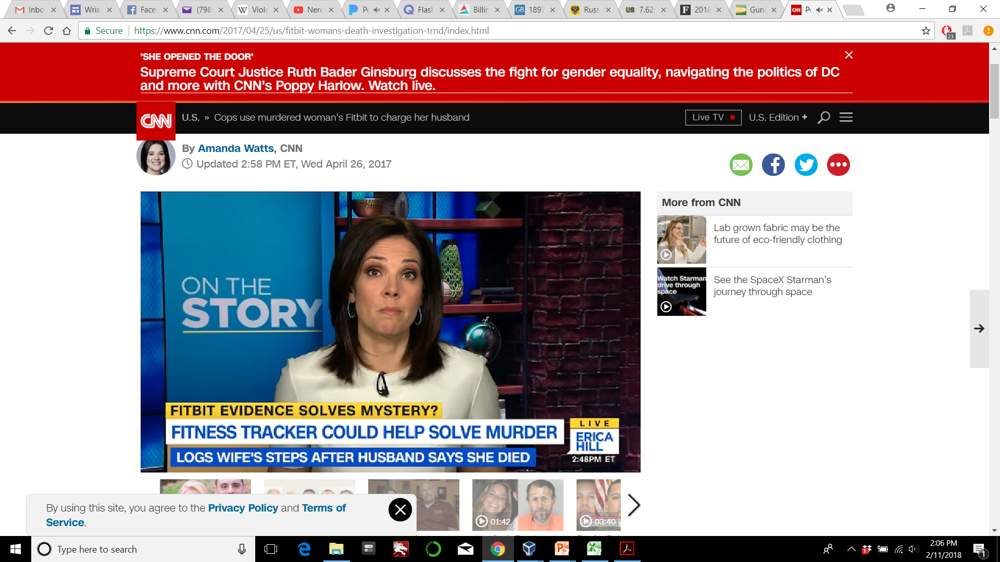 Inbo
Wris
Face
(798
Viole
Nerc
Pa
Flash
Billin
GB
1897
Russ
US
7.62
F
2018
GUN
Gunl
CNN
Po
Secure
https://www.cnn.com/2017/04/25/us/fitbit-womans-death-investigation-trnd/index.html
23
'SHE OPENED THE DOOR'
Supreme Court Justice Ruth Bader Ginsburg discusses the fight for gender equality, navigating the politics of DC
and more with CNN's Poppy Harlow. Watch live.
CNN
U.S. » Cops use murdered woman's Fitbit to charge her husband
Live TV
U.S. Edition +
By Amanda Watts, CNN
Updated 2:58 PM ET, Wed April 26, 2017
ON THE
STORY
FITBIT EVIDENCE SOLVES MYSTERY?
FITNESS TRACKER COULD HELP SOLVE MURDER
LOGS WIFE'S STEPS AFTER HUSBAND SAYS SHE DIED
LIVE
ERICA
HILL
2:48PM ET
More from CNN
Lab grown fabric may be the
future of eco-friendly clothing
Watch Starman
drive through
space
See the SpaceX Starman's
journey through space
01:42
03:40
By using this site, you agree to the Privacy Policy and Terms of
Service.
Type here to search
2:06 PM
2/11/2018
1